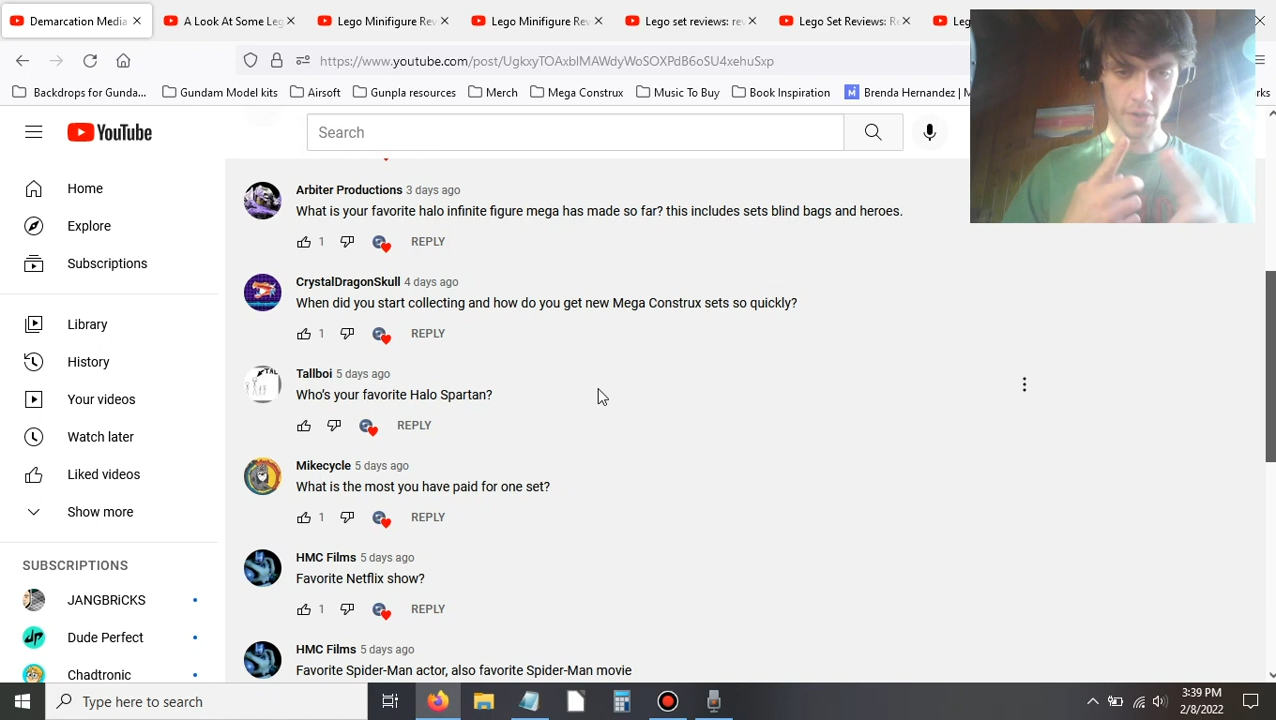 Demarcation Media
A Look At Some Leg
Lego Minifigure Rev
Lego Minifigure Rev
Lego set reviews: rev
Lego Set Reviews: Re
Leg
https://www.youtube.com/post/UgkxyTOAxblMAWdyWoSOXPdB6oSU4xehuSxp
Backdrops for Gunda...
Gundam Model kits
Airsoft
Gunpla resources
Merch
Mega Construx
Music To Buy
Book Inspiration
Brenda Hernandez | M
rks
YouTube
Search
Home
Explore
Subscriptions
Library
History
Your videos
Watch later
Liked videos
Show more
SUBSCRIPTIONS
JANGBRiCKS
Dude Perfect
Chadtronic
Arbiter Productions 3 days ago
What is your favorite halo infinite figure mega has made so far? this includes sets blind bags and heroes.
1 REPLY
CrystalDragonSkull 4 days ago
When did you start collecting and how do you get new Mega Construx sets so quickly?
1 REPLY
TAL
Tallboi 5 days ago
Who's your favorite Halo Spartan?
REPLY
Mikecycle 5 days ago
What is the most you have paid for one set?
1 REPLY
HMC Films 5 days ago
Favorite Netflix show?
1 REPLY
HMC Films 5 days ago
Favorite Spider-Man actor, also favorite Spider-Man movie
Type here to search
3:39 PM
2/8/2022